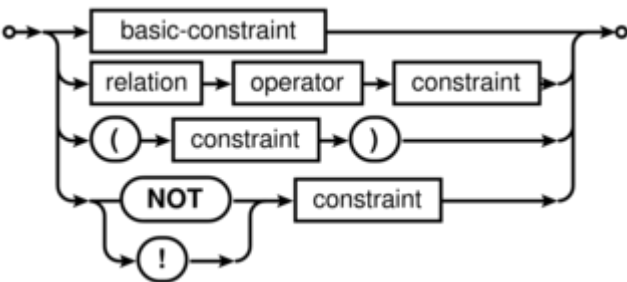 basic-constraint
relation operator constraint
( constraint )
NOT constraint
!